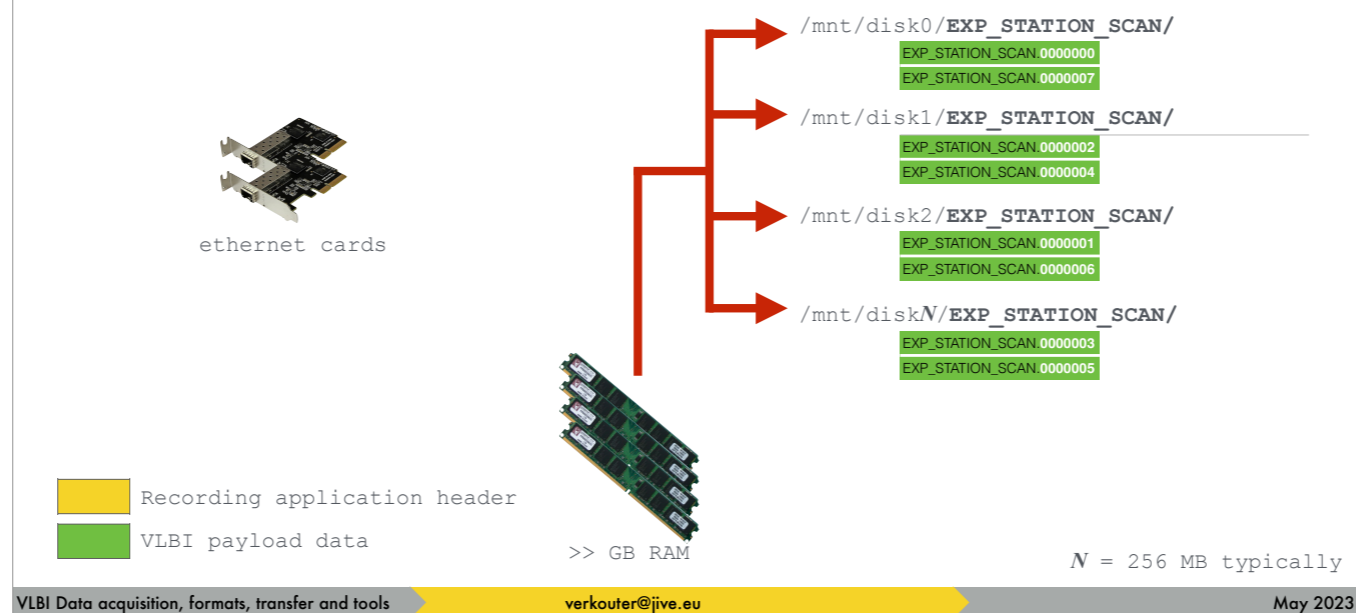 /mnt/disk0/EXP_STATION_SCAN/
EXP_STATION_SCAN.0000000
EXP_STATION_SCAN.0000007
/mnt/disk1/EXP_STATION_SCAN/
EXP_STATION_SCAN.0000002
EXP_STATION_SCAN.0000004
/mnt/disk2/EXP_STATION_SCAN/
EXP_STATION_SCAN.0000001
EXP_STATION_SCAN.0000006
/mnt/diskN/EXP_STATION_SCAN/
EXP_STATION_SCAN.0000003
EXP_STATION_SCAN.0000005
ethernet cards
Recording application header
VLBI payload data
>> GB RAM
N = 256 MB typically
VLBI Data acquisition, formats, transfer and tools
verkouter@jive.eu
May 2023